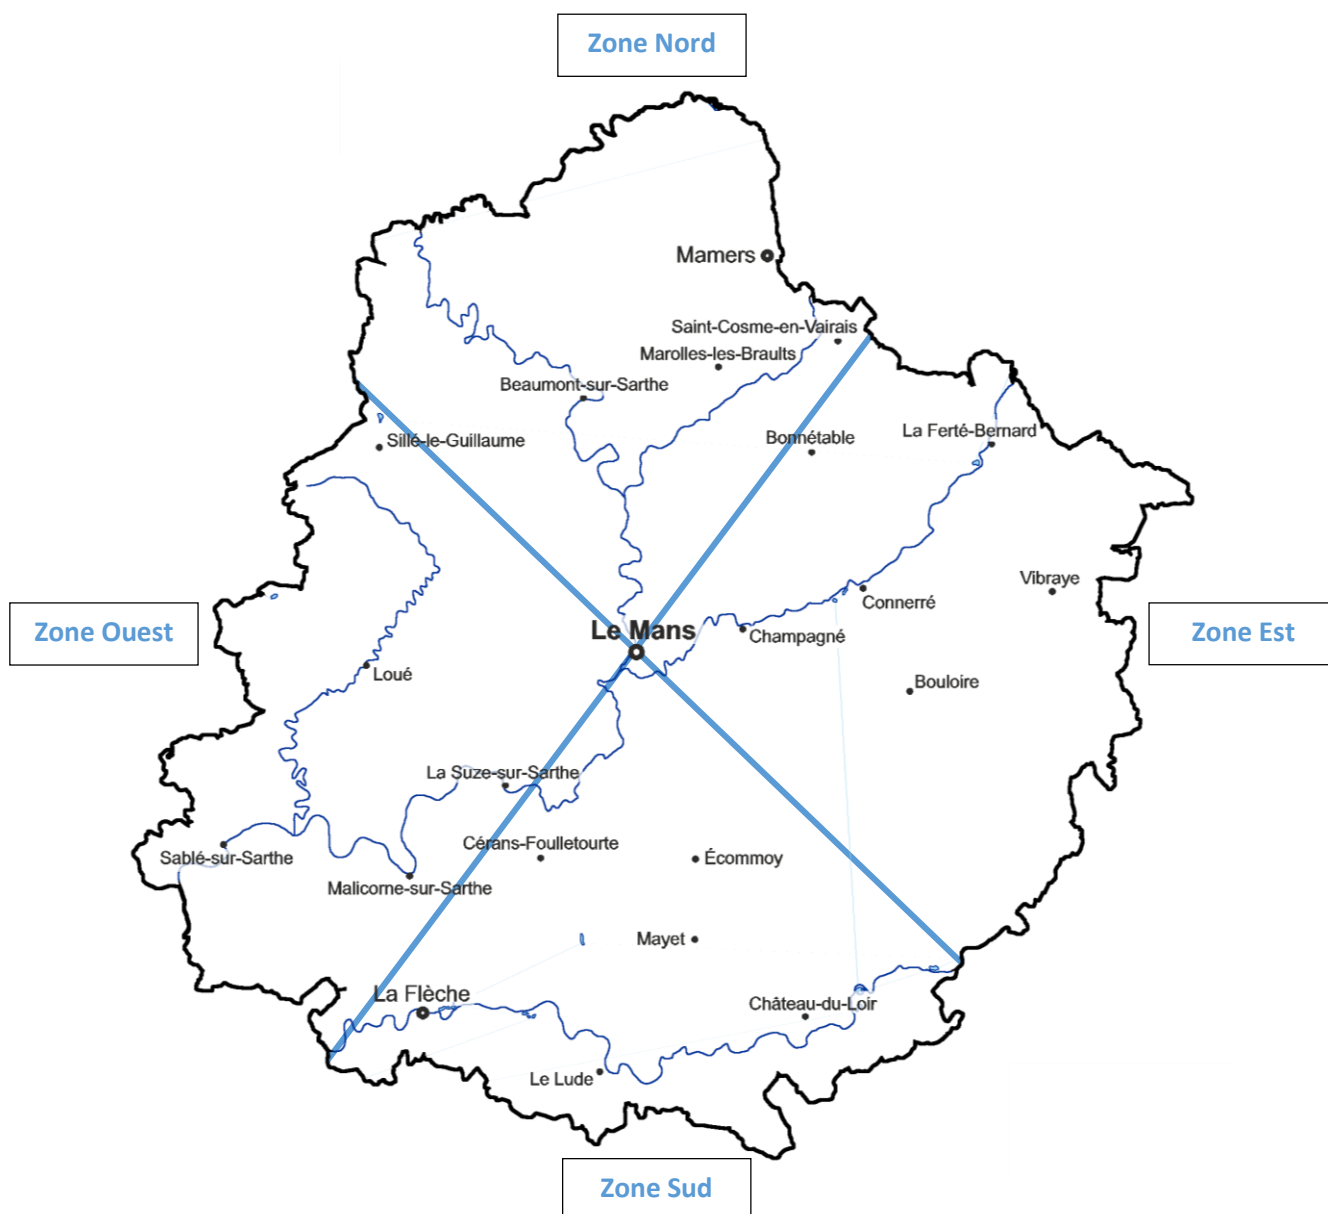 Zone Nord
Mamers
Saint-Cosme-en-Vairais
Marolles-les-Braults
Beaumont-sur-Sarthe
Sillé-le-Guillaume
Bonnétable
La Ferté-Bernard
Vibraye
Connerré
Zone Ouest
Le Mans
Champagné
Zone Est
Loué
Bouloire
La Suze-sur-Sarthe
Cérans-Foulletourte
Sablé-sur-Sarthe
Écommoy
Malicorne-sur-Sarthe
Mayet
La Flèche
Château-du-Loir
Le Lude
Zone Sud